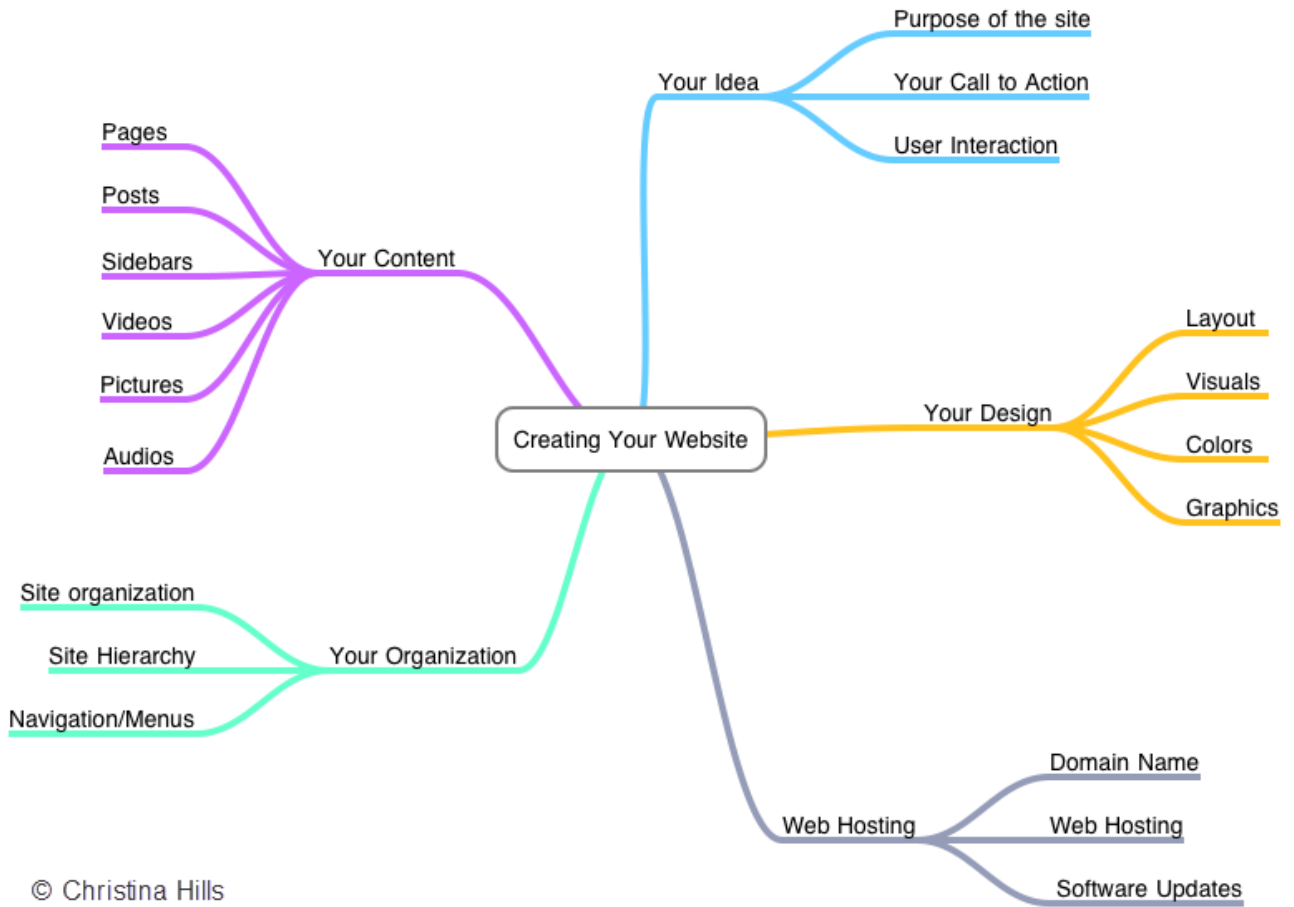 Creating Your Website
Your Idea
Purpose of the site
Your Call to Action
User Interaction
Your Design
Layout
Visuals
Colors
Graphics
Web Hosting
Domain Name
Web Hosting
Software Updates
Your Organization
Site organization
Site Hierarchy
Navigation/Menus
Your Content
Pages
Posts
Sidebars
Videos
Pictures
Audios
© Christina Hills